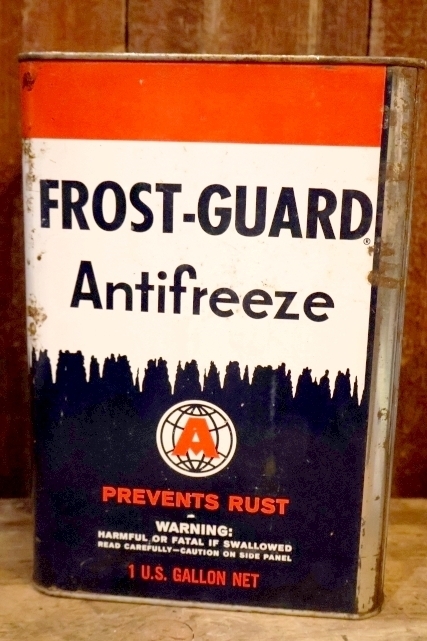 FROST-GUARD®
Antifreeze
A
PREVENTS RUST
WARNING:
HARMFUL OR FATAL IF SWALLOWED
READ CAREFULLY—CAUTION ON SIDE PANEL
1 U.S. GALLON NET